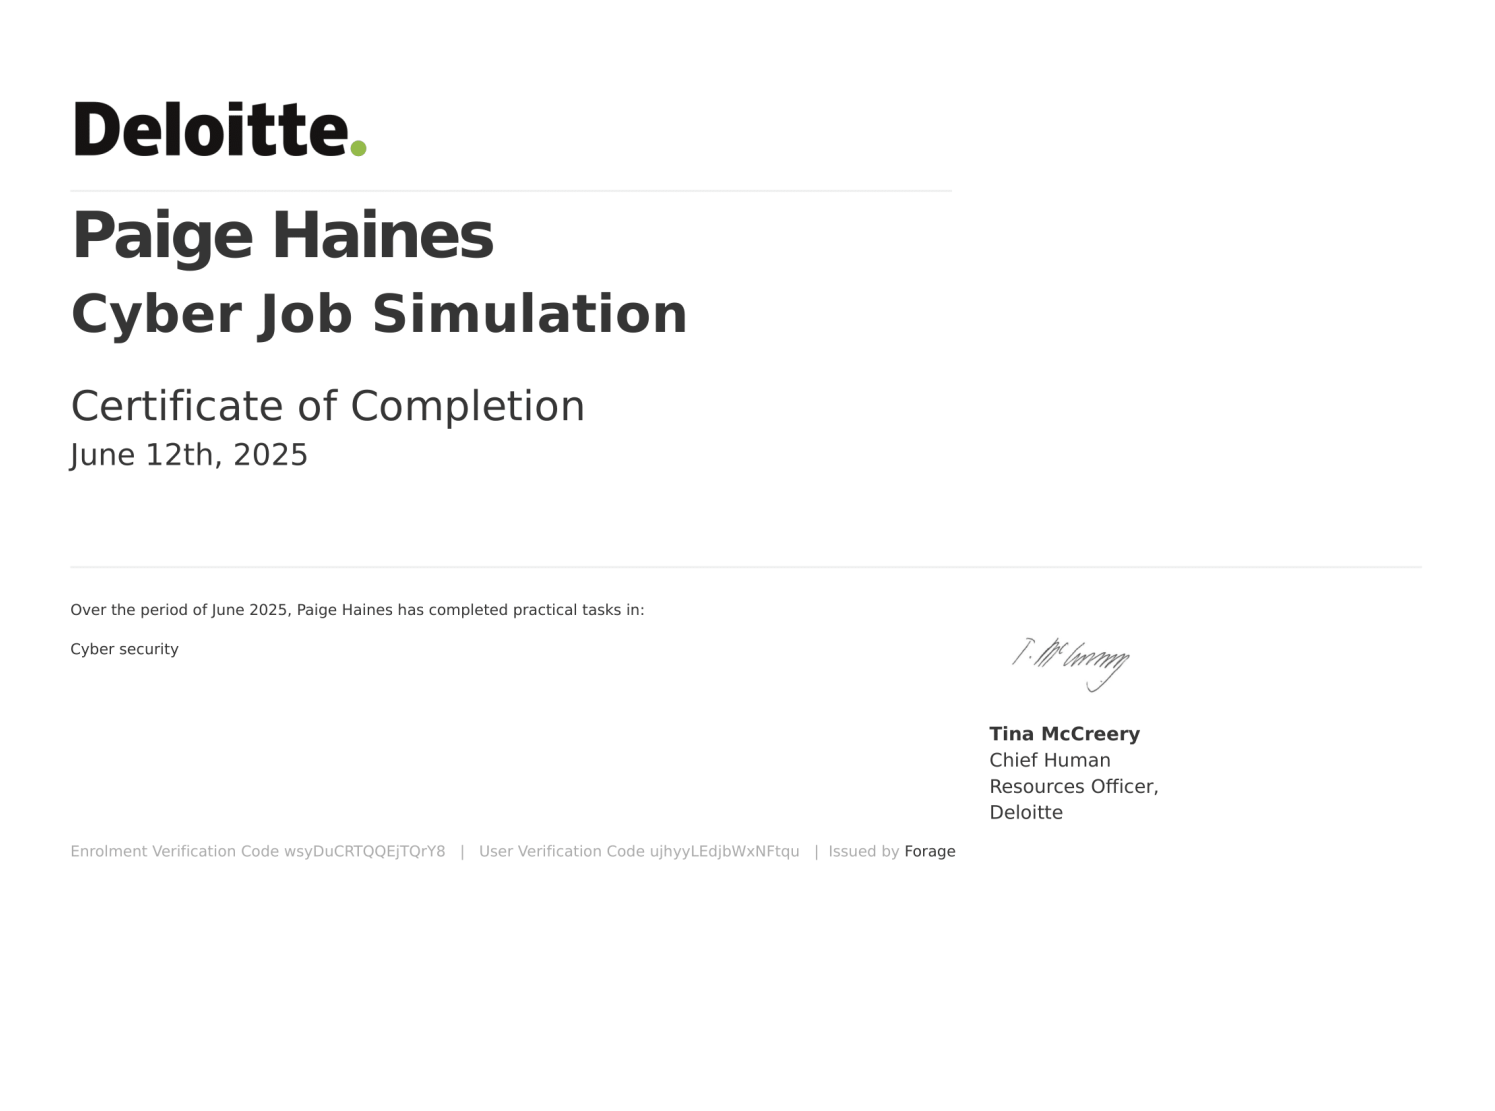 Deloitte.
Paige Haines
Cyber Job Simulation
Certificate of Completion
June 12th, 2025
Over the period of June 2025, Paige Haines has completed practical tasks in:
Cyber security
T. McCreery
Tina McCreery
Chief Human
Resources Officer,
Deloitte
Enrolment Verification Code wsyDuCRTQQEjTQrY8 | User Verification Code ujhyyLEdjbWxNFtqu | Issued by Forage